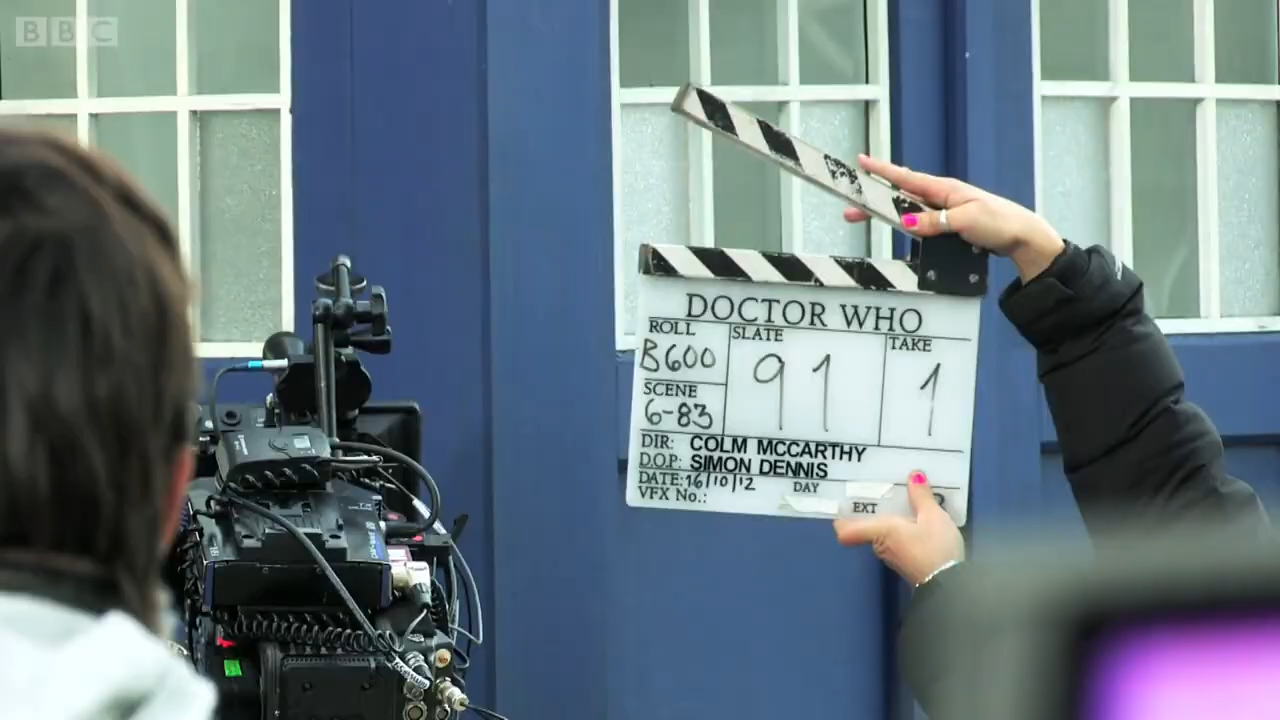 BBC
DOCTOR WHO
ROLL SLATE TAKE
B600 91 1
SCENE
6-83
DIR: COLM MCCARTHY
D.O.P: SIMON DENNIS
DATE: 16/10/12 DAY
VFX No.: EXT